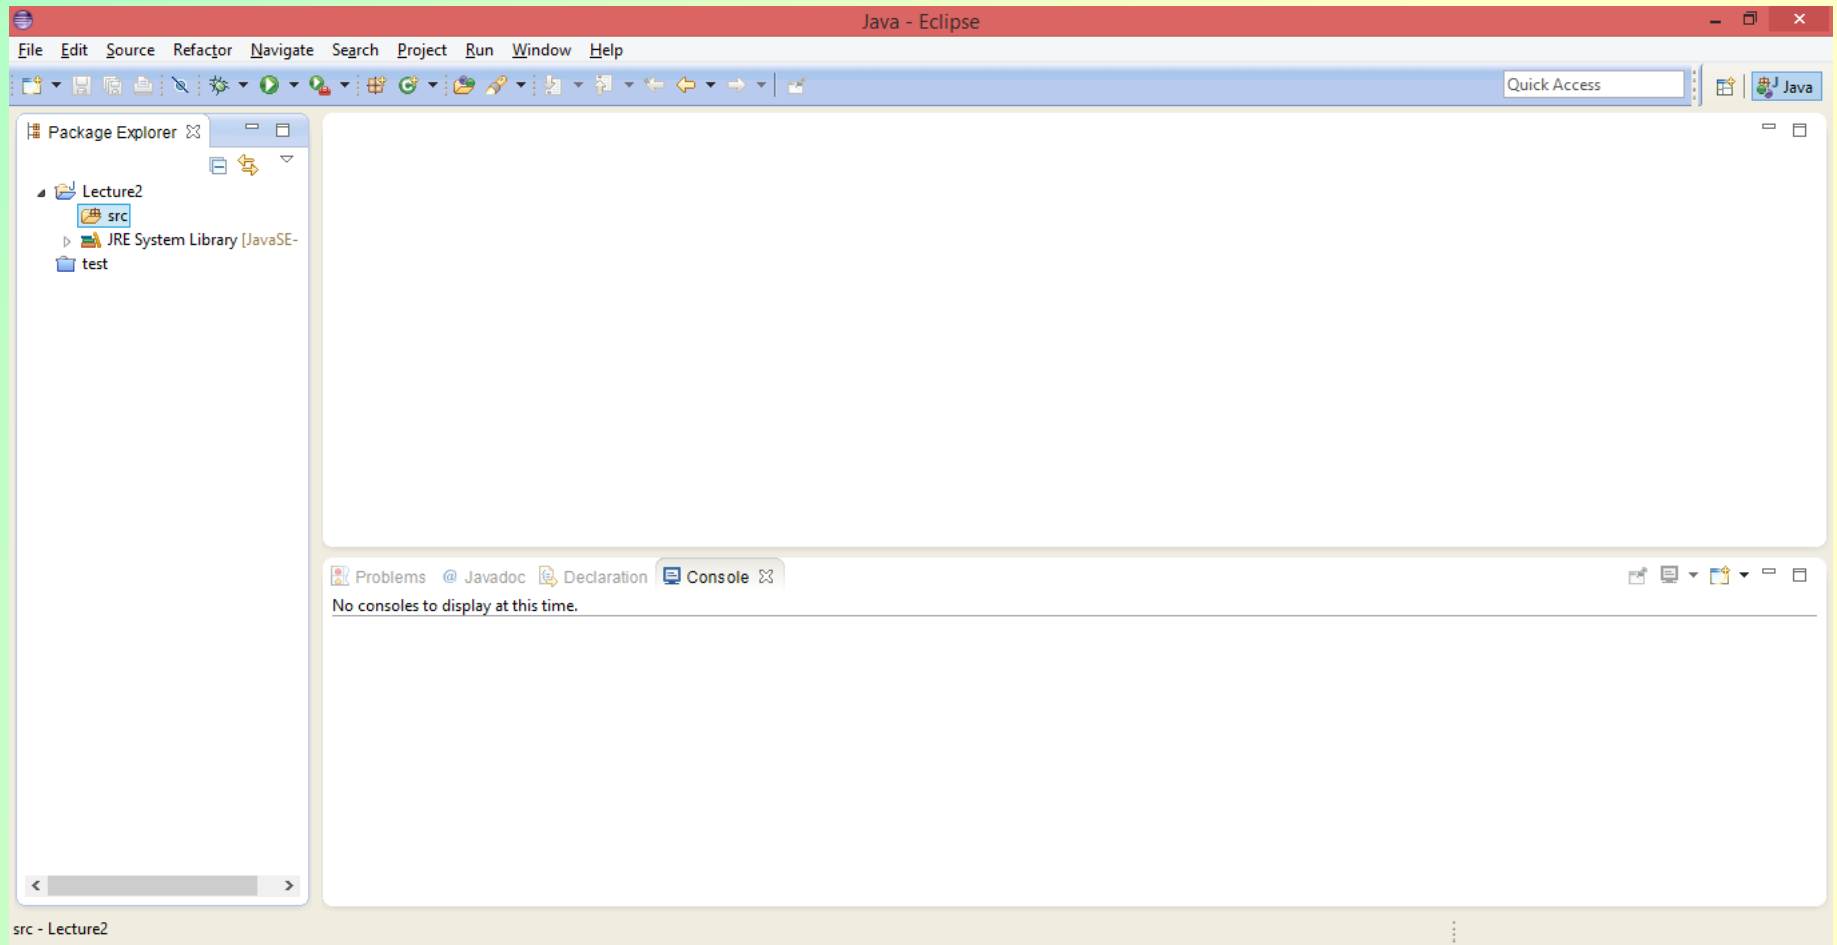 Java - Eclipse
File Edit Source Refactor Navigate Search Project Run Window Help
Quick Access
Java
Package Explorer
Lecture2
src
JRE System Library [JavaSE-
test
Problems @ Javadoc Declaration Console
No consoles to display at this time.
src - Lecture2